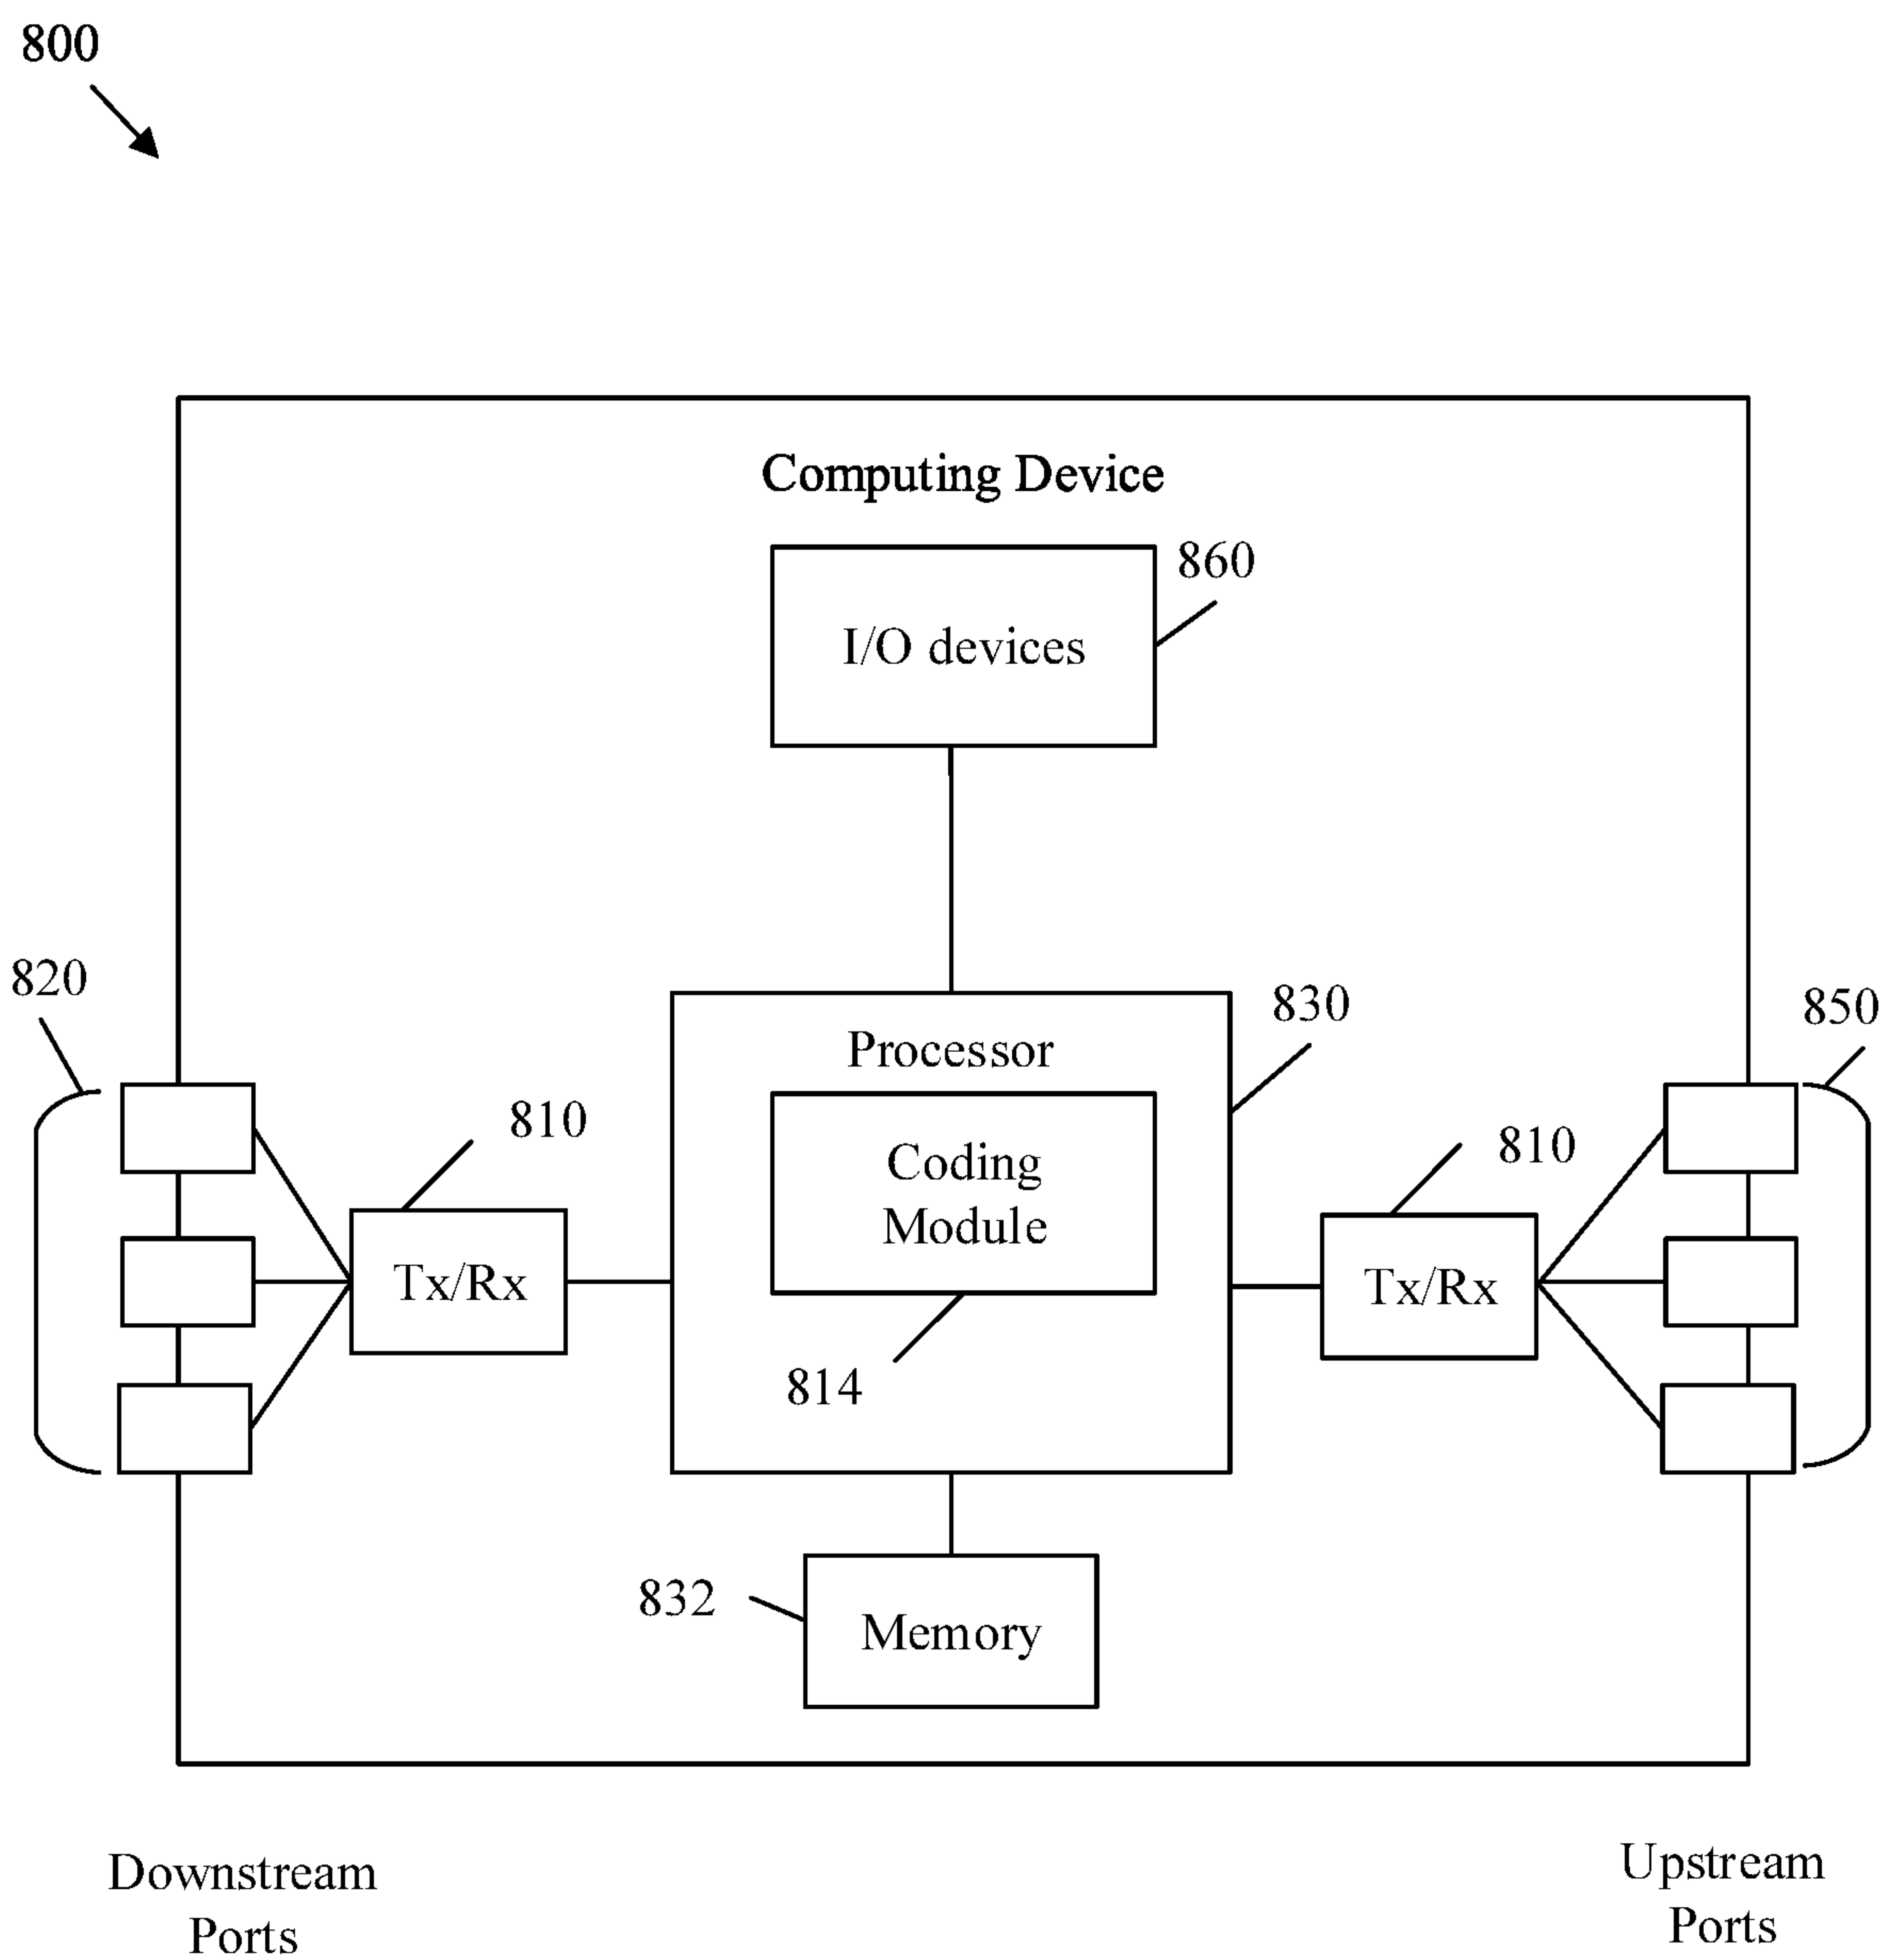 800
Computing Device
860
I/O devices
820
830
850
Processor
810
810
Coding
Module
Tx/Rx
Tx/Rx
814
832
Memory
Downstream
Ports
Upstream
Ports